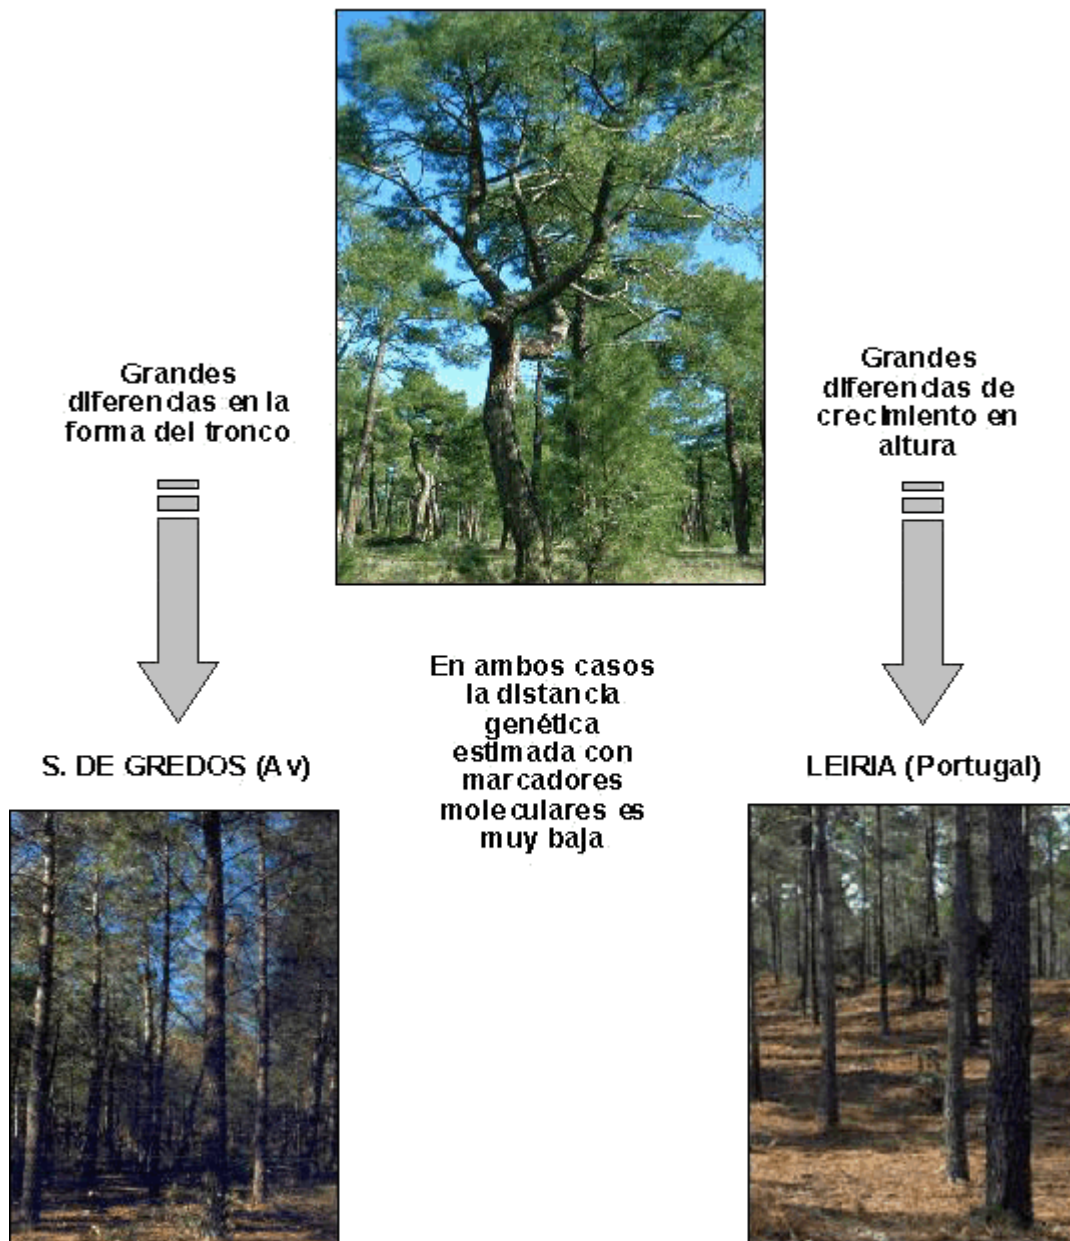 Grandes
diferencias en la
forma del tronco
Grandes
diferencias de
crecimiento en
altura
En ambos casos
la distancia
genética
estimada con
marcadores
moleculares es
muy baja
S. DE GREDOS (Av)
LEIRIA (Portugal)